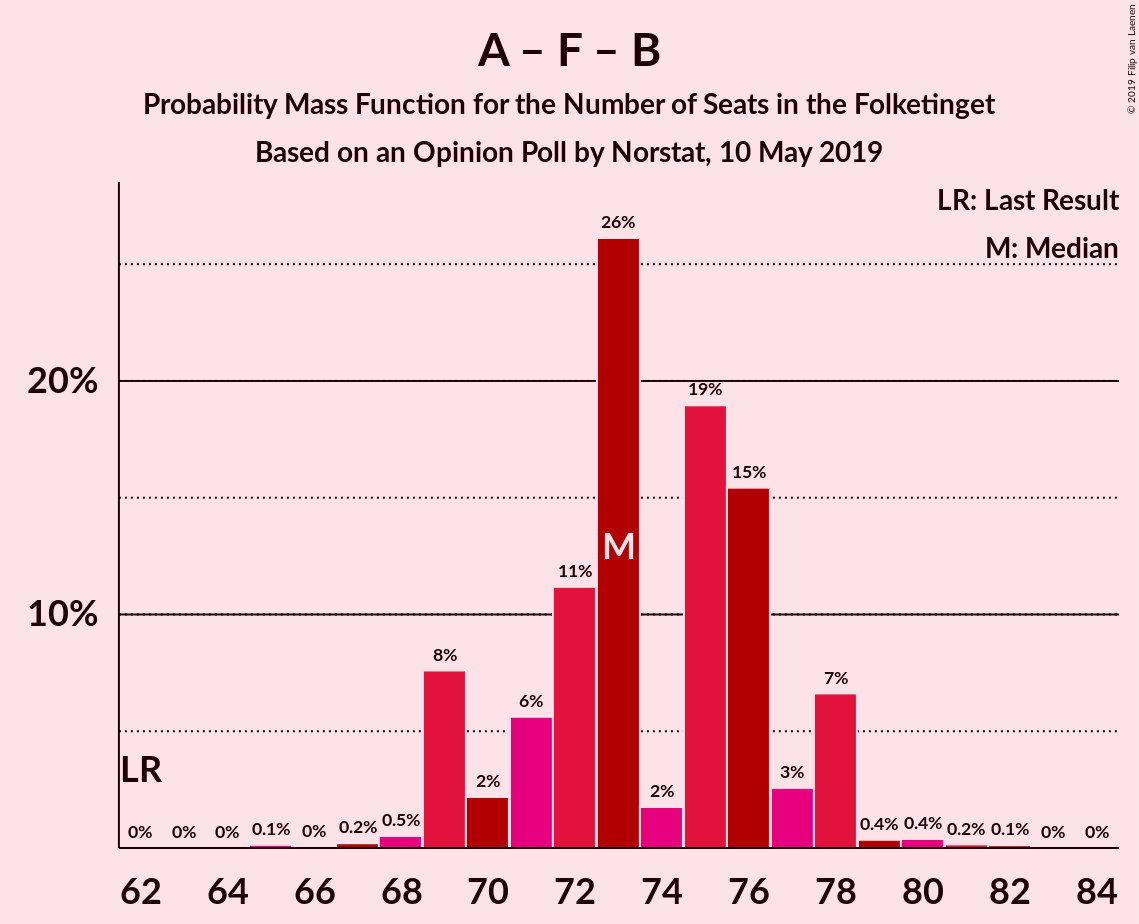 A – F – B
Probability Mass Function for the Number of Seats in the Folketinget
Based on an Opinion Poll by Norstat, 10 May 2019
© 2019 Filip van Laenen
LR: Last Result
M: Median
26%
20%
19%
15%
M
11%
10%
8%
7%
6%
LR
2%
2%
3%
0% 0% 0% 0.1% 0% 0.2% 0.5% 0.4% 0.4% 0.2% 0.1% 0% 0%
62 64 66 68 70 72 74 76 78 80 82 84